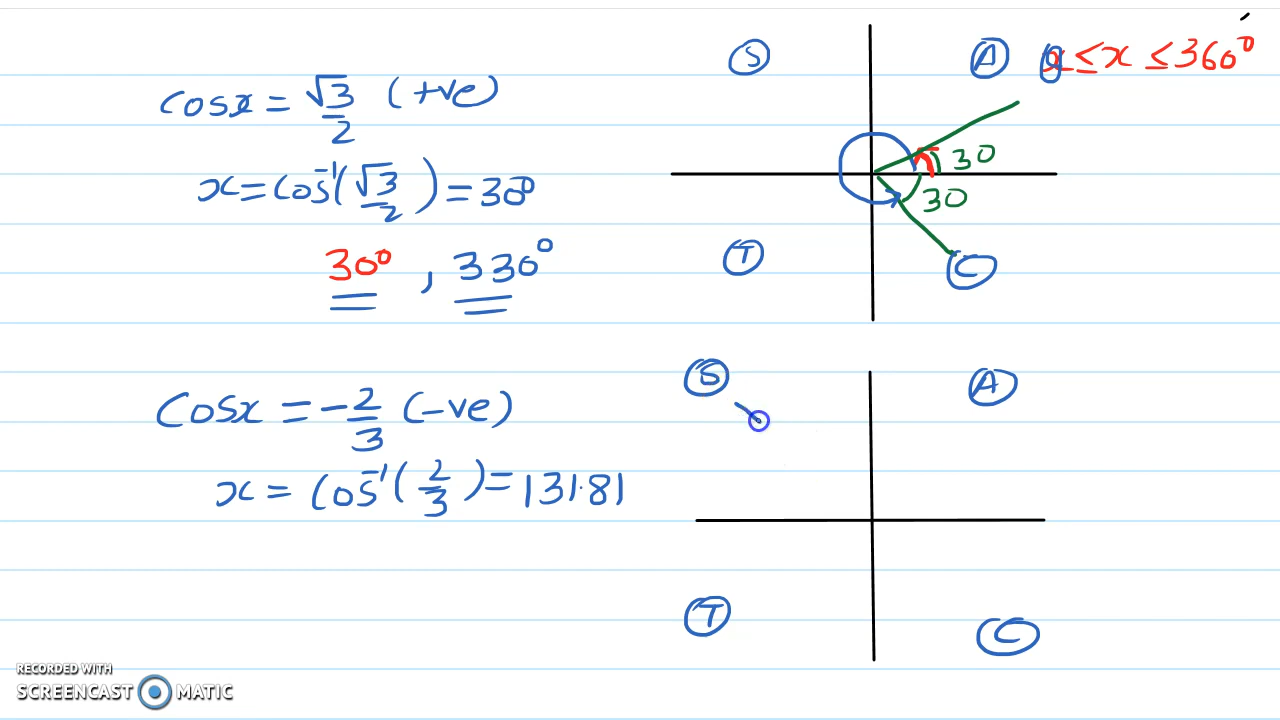 cosx = √3/2 (+ve)
x = cos⁻¹(√3/2) = 30°
30°, 330°
S
A
≤ x ≤ 360°
30
30
T
C
Cosx = -2/3 (-ve)
x = cos⁻¹(2/3) = 131.81
S
A
T
C
RECORDED WITH
SCREENCAST MATIC